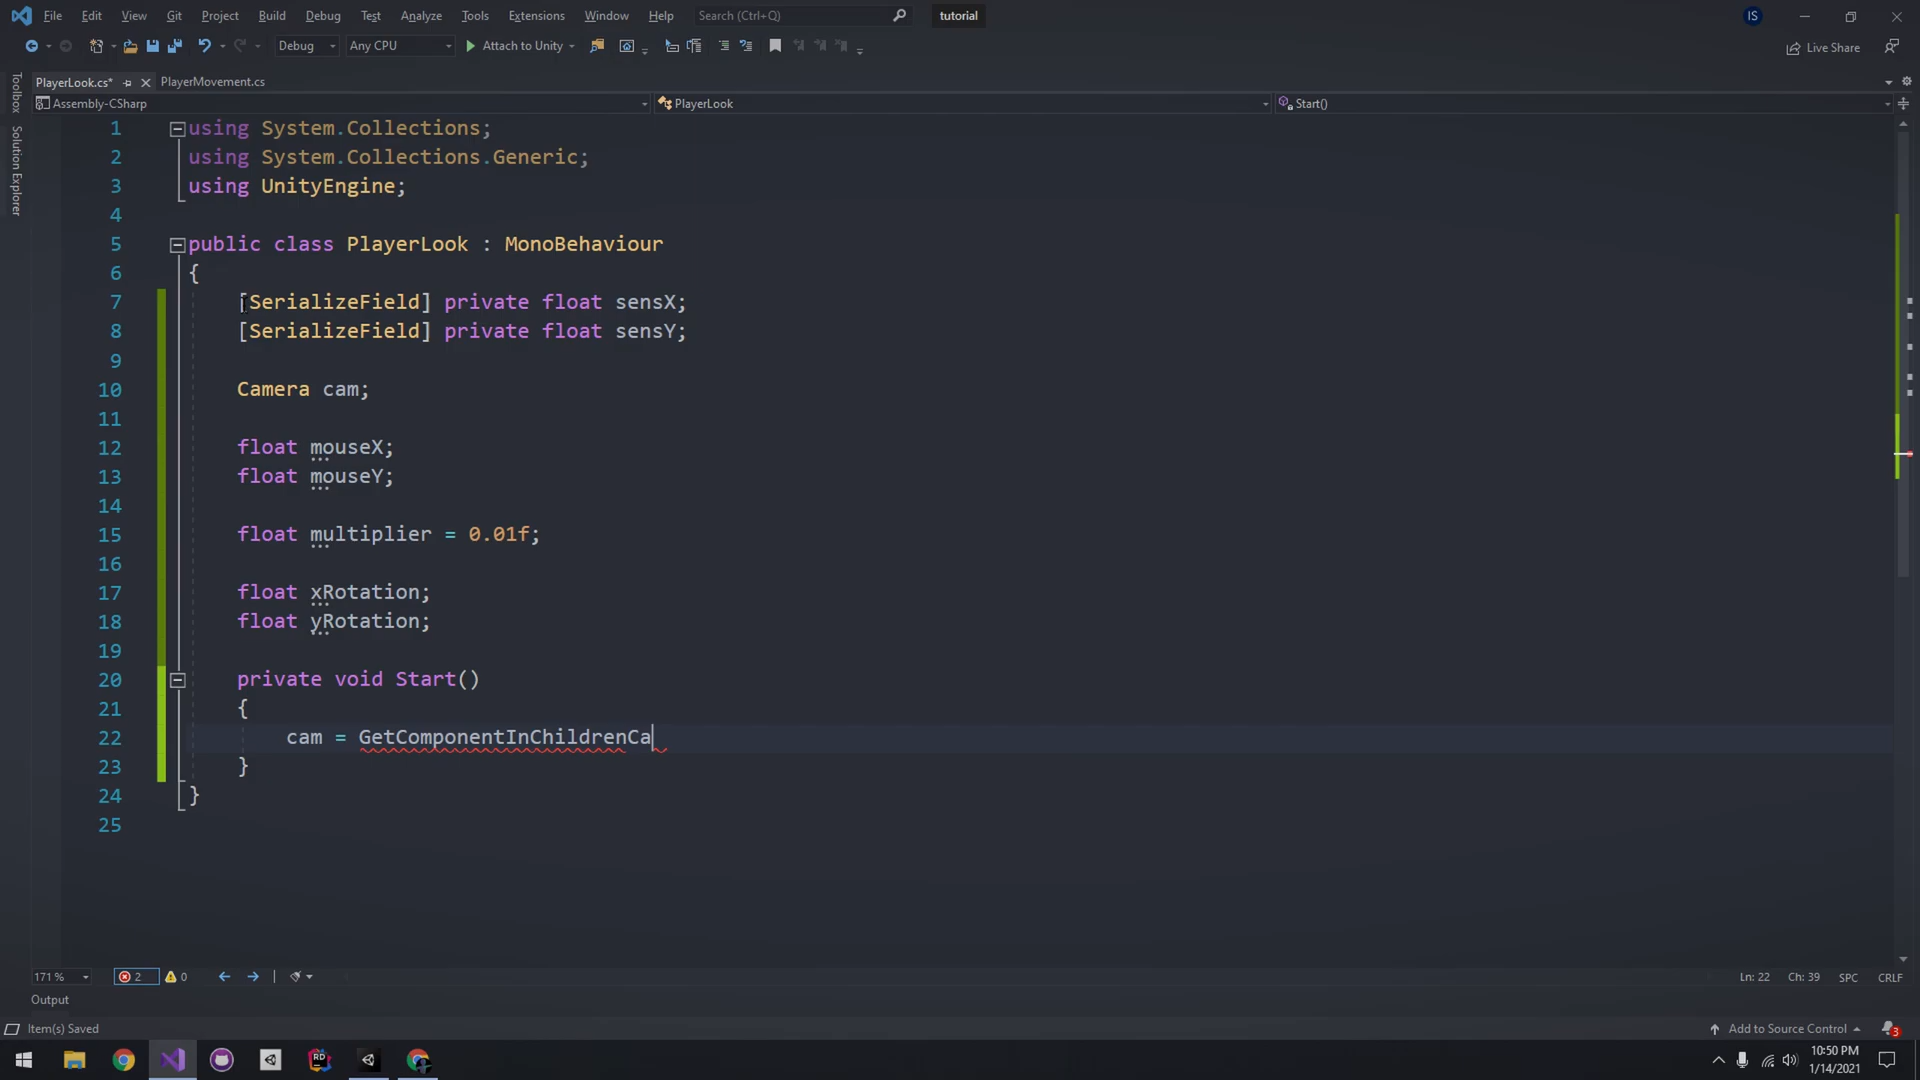 File Edit View Git Project Build Debug Test Analyze Tools Extensions Window Help Search (Ctrl+Q) tutorial IS
Debug Any CPU Attach to Unity Live Share
PlayerLook.cs* PlayerMovement.cs
Assembly-CSharp PlayerLook Start()
Toolbox
Solution Explorer
1 using System.Collections;
2 using System.Collections.Generic;
3 using UnityEngine;
4
5 public class PlayerLook : MonoBehaviour
6 {
7 [SerializeField] private float sensX;
8 [SerializeField] private float sensY;
9
10 Camera cam;
11
12 float mouseX;
13 float mouseY;
14
15 float multiplier = 0.01f;
16
17 float xRotation;
18 float yRotation;
19
20 private void Start()
21 {
22 cam = GetComponentInChildrenCa
23 }
24 }
25
171 % 2 0 Ln: 22 Ch: 39 SPC CRLF
Output
Item(s) Saved Add to Source Control 3
RD
10:50 PM
1/14/2021